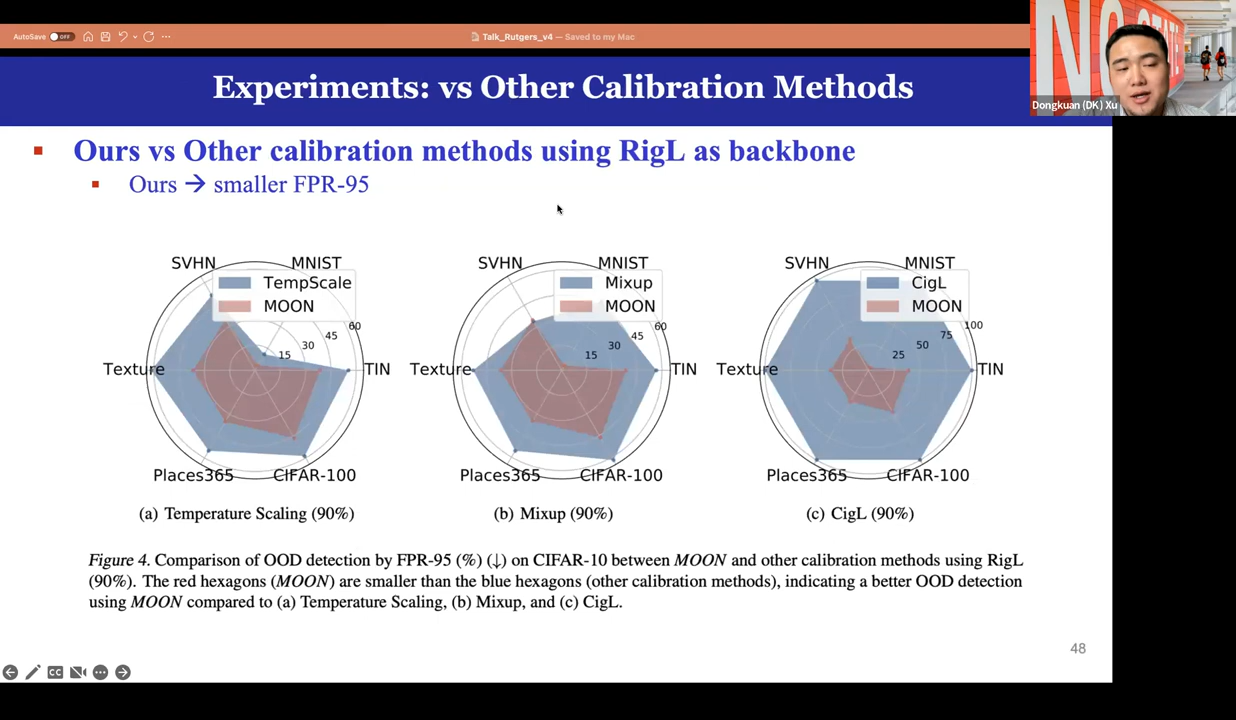 AutoSave OFF
Talk_Rutgers_v4 — Saved to my Mac
Dongkuan (DK) Xu
Experiments: vs Other Calibration Methods
Ours vs Other calibration methods using RigL as backbone
Ours → smaller FPR-95
SVHN MNIST
TempScale
MOON
60
45
30
15
Texture TIN
Places365 CIFAR-100
(a) Temperature Scaling (90%)
SVHN MNIST
Mixup
MOON
60
45
30
15
Texture TIN
Places365 CIFAR-100
(b) Mixup (90%)
SVHN MNIST
CigL
MOON
100
75
50
25
Texture TIN
Places365 CIFAR-100
(c) CigL (90%)
Figure 4. Comparison of OOD detection by FPR-95 (%) (↓) on CIFAR-10 between MOON and other calibration methods using RigL
(90%). The red hexagons (MOON) are smaller than the blue hexagons (other calibration methods), indicating a better OOD detection
using MOON compared to (a) Temperature Scaling, (b) Mixup, and (c) CigL.
48
CC